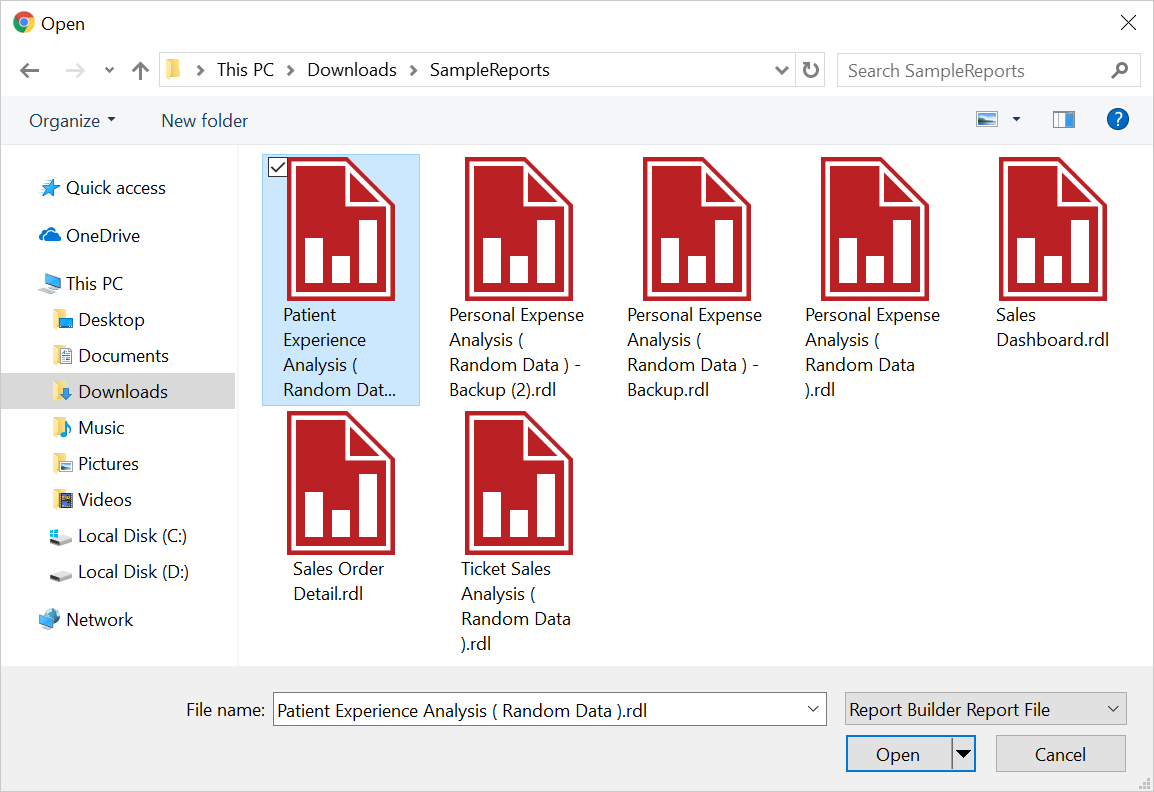 Open
This PC > Downloads > SampleReports
Search SampleReports
Organize
New folder
?
Quick access
OneDrive
This PC
Desktop
Documents
Downloads
Music
Pictures
Videos
Local Disk (C:)
Local Disk (D:)
Network
Patient
Experience
Analysis (
Random Dat...
Personal Expense
Analysis (
Random Data ) -
Backup (2).rdl
Personal Expense
Analysis (
Random Data ) -
Backup.rdl
Personal Expense
Analysis (
Random Data
).rdl
Sales
Dashboard.rdl
Sales Order
Detail.rdl
Ticket Sales
Analysis (
Random Data
).rdl
File name:
Patient Experience Analysis ( Random Data ).rdl
Report Builder Report File
Open
Cancel